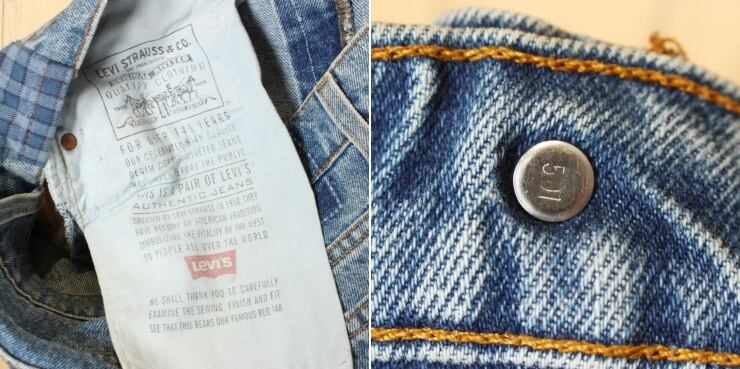 LEVI STRAUSS & CO.
QUALITY CLOTHING
FOR OVER 145 YEARS
OUR CELEBRATED HIGH QUALITY
DENIM COPPER RIVETED JEANS
BEFORE THE PUBLIC
THIS IS A PAIR OF LEVI'S
AUTHENTIC JEANS
CREATED BY LEVI STRAUSS IN 1850 THEY
HAVE BECOME AN AMERICAN TRADITION,
SYMBOLIZING THE VITALITY OF THE WEST
TO PEOPLE ALL OVER THE WORLD
LEVI'S
WE SHALL THANK YOU TO CAREFULLY
EXAMINE THE SEWING, FINISH AND FIT.
SEE THAT THIS BEARS OUR FAMOUS RED TAB.